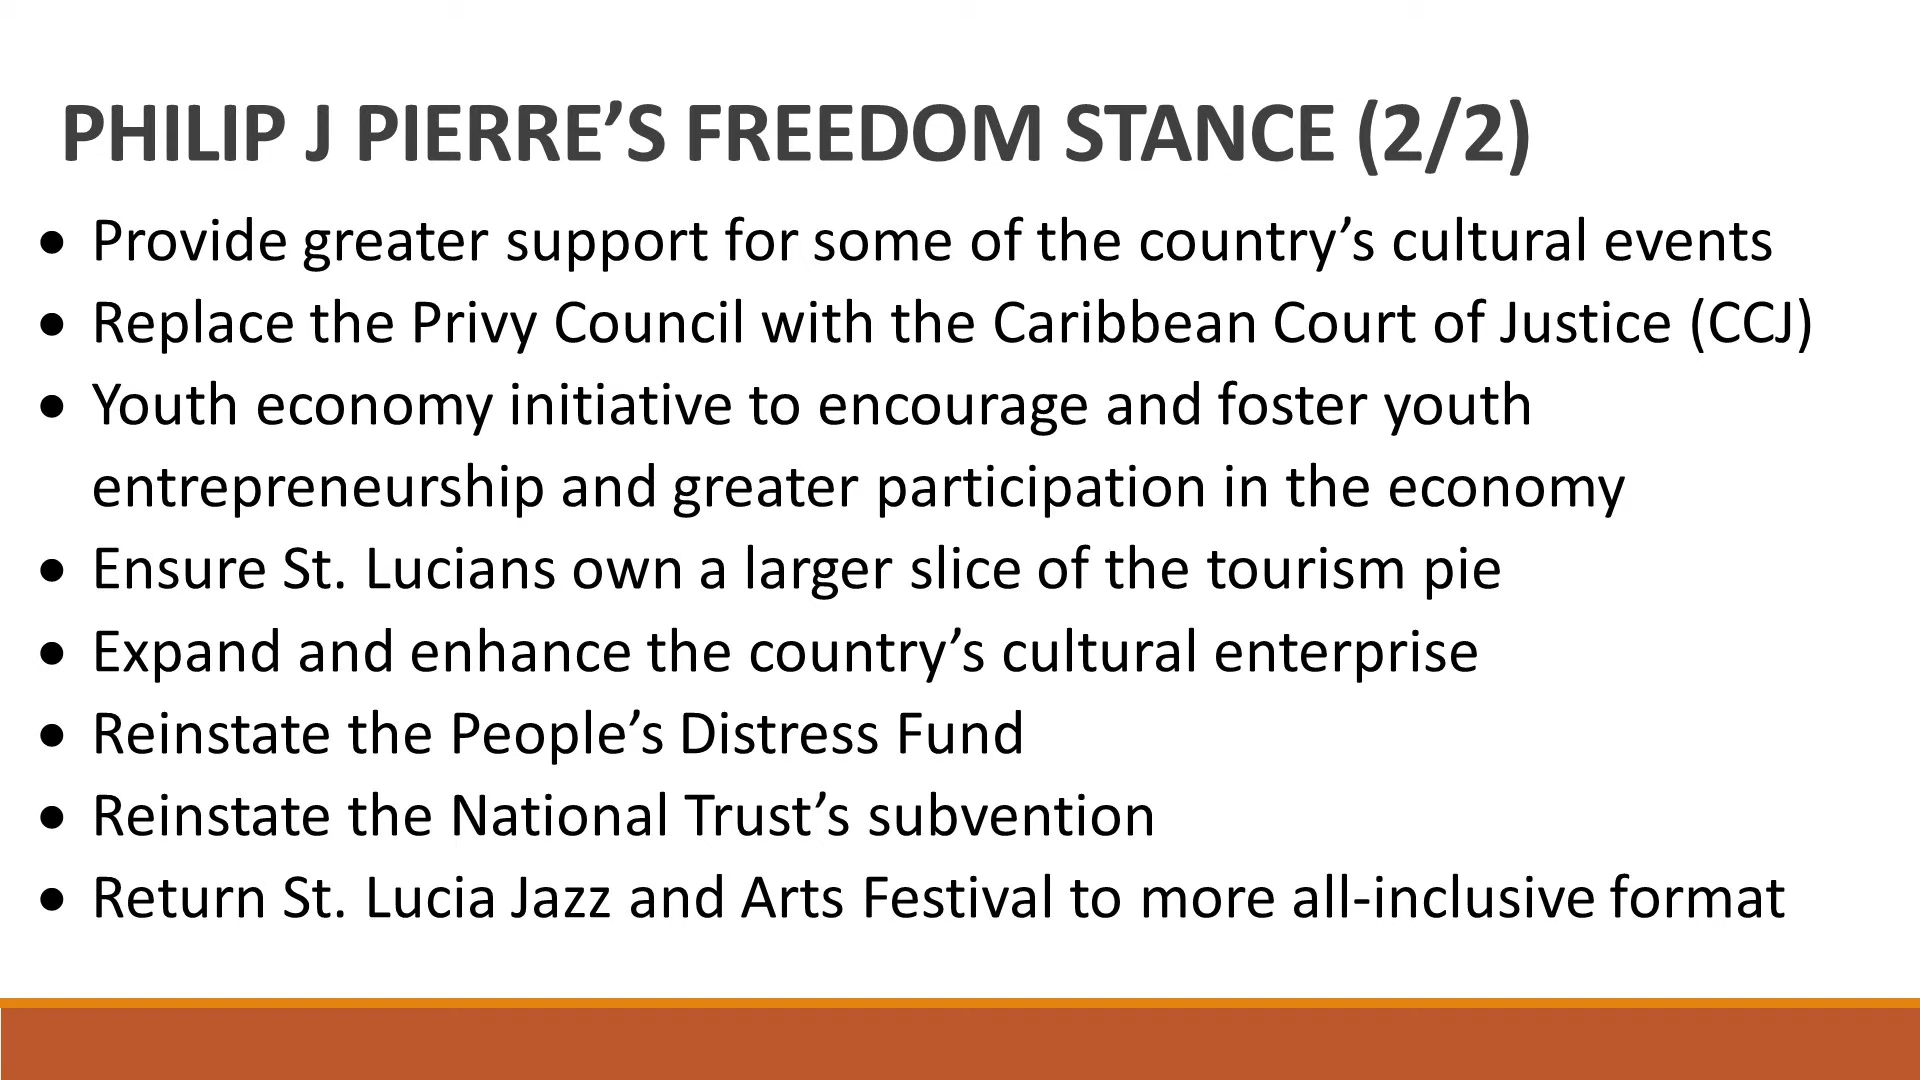 PHILIP J PIERRE’S FREEDOM STANCE (2/2)
• Provide greater support for some of the country’s cultural events
• Replace the Privy Council with the Caribbean Court of Justice (CCJ)
• Youth economy initiative to encourage and foster youth
entrepreneurship and greater participation in the economy
• Ensure St. Lucians own a larger slice of the tourism pie
• Expand and enhance the country’s cultural enterprise
• Reinstate the People’s Distress Fund
• Reinstate the National Trust’s subvention
• Return St. Lucia Jazz and Arts Festival to more all-inclusive format